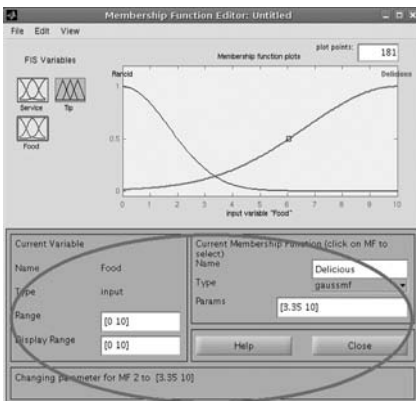 Membership Function Editor: Untitled
File Edit View
FIS Variables
Service Tip
Food
Membership function plots
plot points: 181
Rancid Delicious
1
0.5
0
0 1 2 3 4 5 6 7 8 9 10
input variable "Food"
Current Variable
Name Food
Type input
Range [0 10]
Display Range [0 10]
Current Membership Function (click on MF to
select)
Name Delicious
Type gaussmf
Params [3.35 10]
Help Close
Changing parameter for MF 2 to [3.35 10]